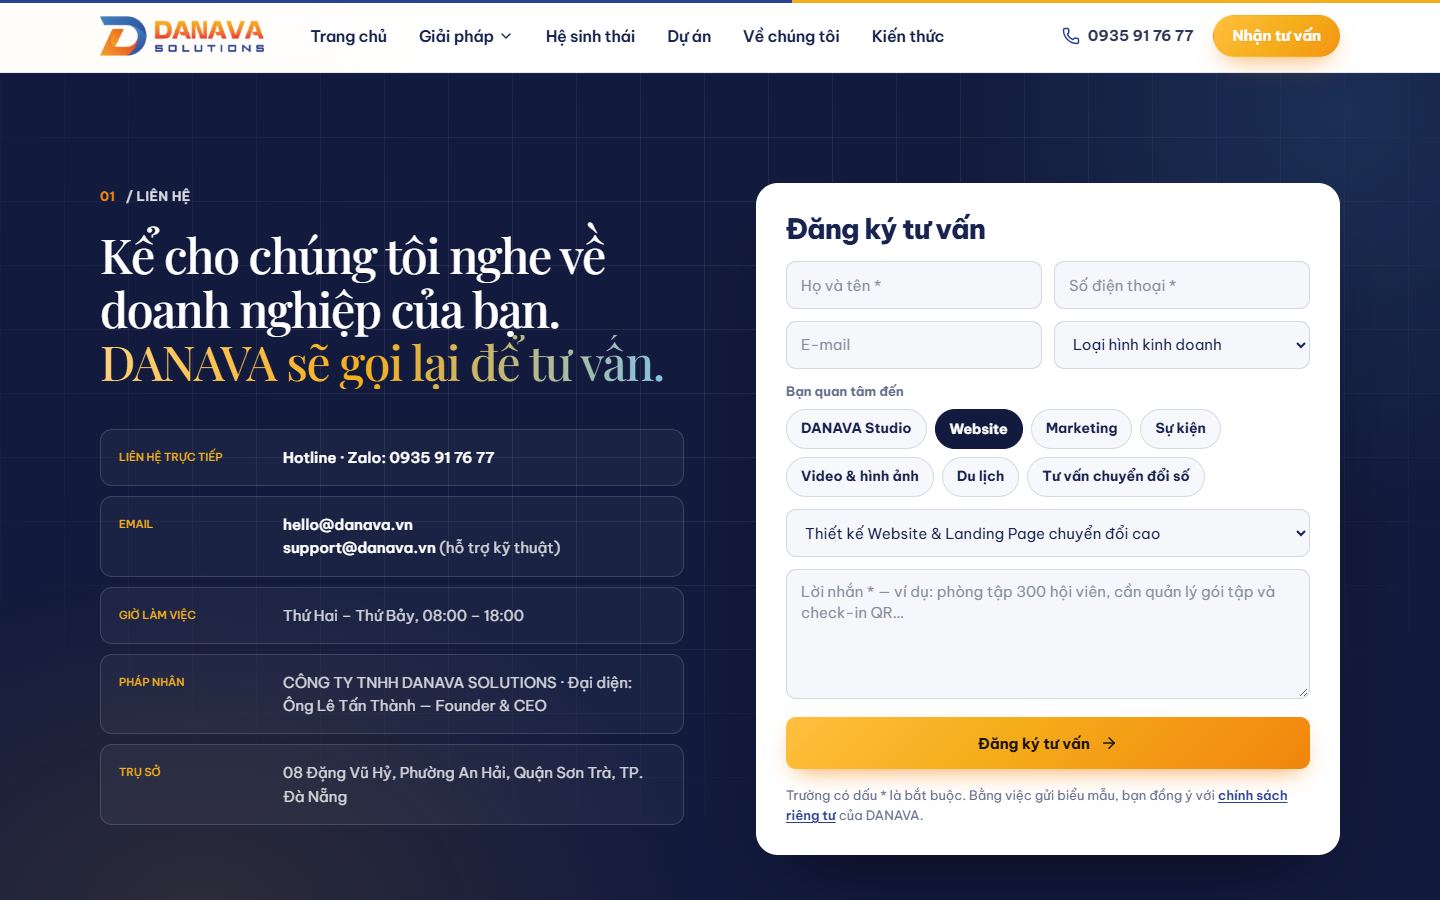 DANAVA
SOLUTIONS
Trang chủ
Giải pháp
Hệ sinh thái
Dự án
Về chúng tôi
Kiến thức
0935 91 76 77
Nhận tư vấn
01 / LIÊN HỆ
Kể cho chúng tôi nghe về
doanh nghiệp của bạn.
DANAVA sẽ gọi lại để tư vấn.
LIÊN HỆ TRỰC TIẾP
Hotline · Zalo: 0935 91 76 77
EMAIL
hello@danava.vn
support@danava.vn (hỗ trợ kỹ thuật)
GIỜ LÀM VIỆC
Thứ Hai – Thứ Bảy, 08:00 – 18:00
PHÁP NHÂN
CÔNG TY TNHH DANAVA SOLUTIONS · Đại diện:
Ông Lê Tấn Thành — Founder & CEO
TRỤ SỞ
08 Đặng Vũ Hỷ, Phường An Hải, Quận Sơn Trà, TP.
Đà Nẵng
Đăng ký tư vấn
Họ và tên *
Số điện thoại *
E-mail
Loại hình kinh doanh
Bạn quan tâm đến
DANAVA Studio
Website
Marketing
Sự kiện
Video & hình ảnh
Du lịch
Tư vấn chuyển đổi số
Thiết kế Website & Landing Page chuyển đổi cao
Lời nhắn * — ví dụ: phòng tập 300 hội viên, cần quản lý gói tập và
check-in QR...
Đăng ký tư vấn
Trường có dấu * là bắt buộc. Bằng việc gửi biểu mẫu, bạn đồng ý với chính sách
riêng tư của DANAVA.